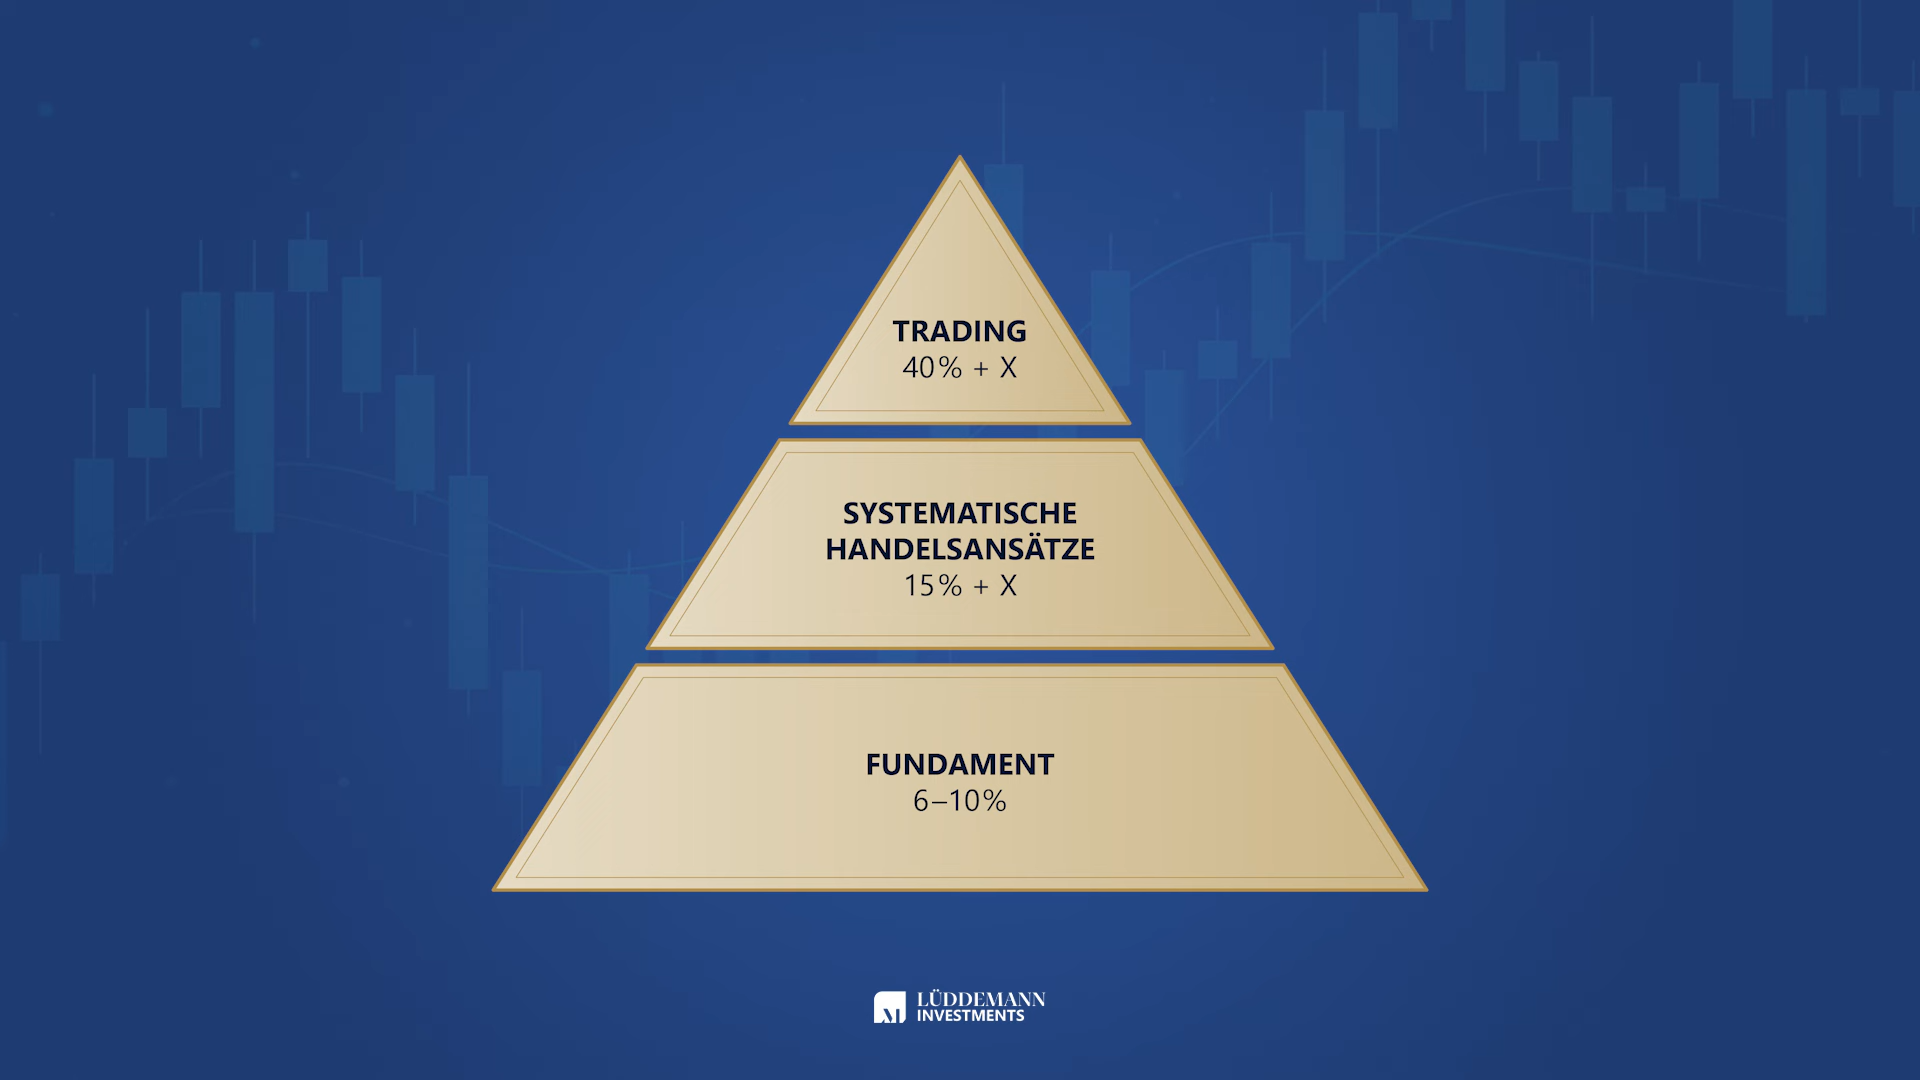 TRADING
40% + X
SYSTEMATISCHE
HANDELSANSÄTZE
15% + X
FUNDAMENT
6–10%
LÜDDEMANN
INVESTMENTS